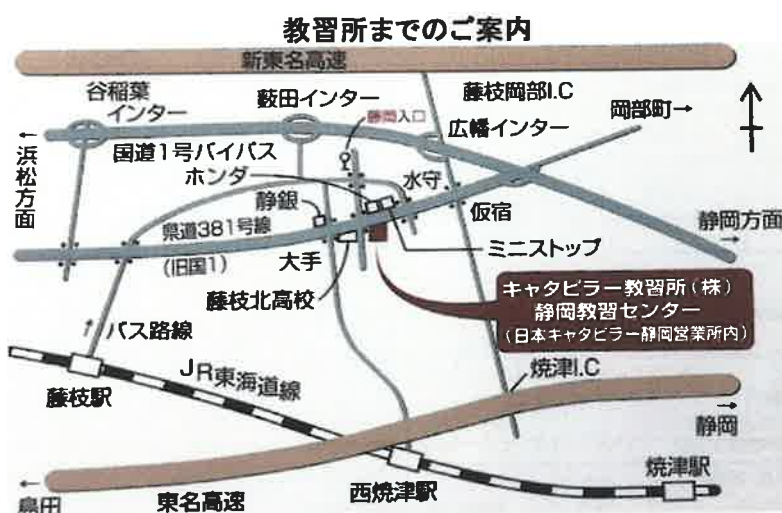 教習所までのご案内
新東名高速
谷稲葉
インター
薮田インター
藤枝岡部I.C
岡部町→
藤岡入口
広幡インター
←
浜松方面
国道1号バイパス
ホンダ
水守
静銀
仮宿
県道381号線
(旧国1)
大手
ミニストップ
静岡方面
→
藤枝北高校
キャタピラー教習所(株)
静岡教習センター
(日本キャタピラー静岡営業所内)
↑
バス路線
JR東海道線
焼津I.C
藤枝駅
静岡
→
←
島田
東名高速
西焼津駅
焼津駅